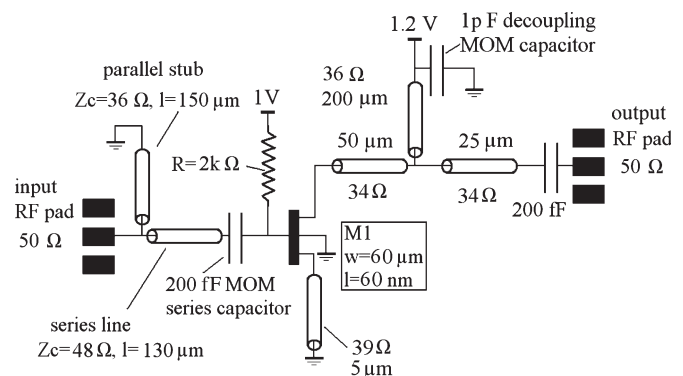 1.2 V
1p F decoupling
MOM capacitor
parallel stub
Zc=36 Ω, l=150 μm
1V
36 Ω
200 μm
50 μm
25 μm
output
RF pad
50 Ω
R=2k Ω
34Ω
34Ω
200 fF
input
RF pad
50 Ω
M1
w=60 μm
l=60 nm
200 fF MOM
series capacitor
series line
Zc=48 Ω, l= 130 μm
39Ω
5 μm